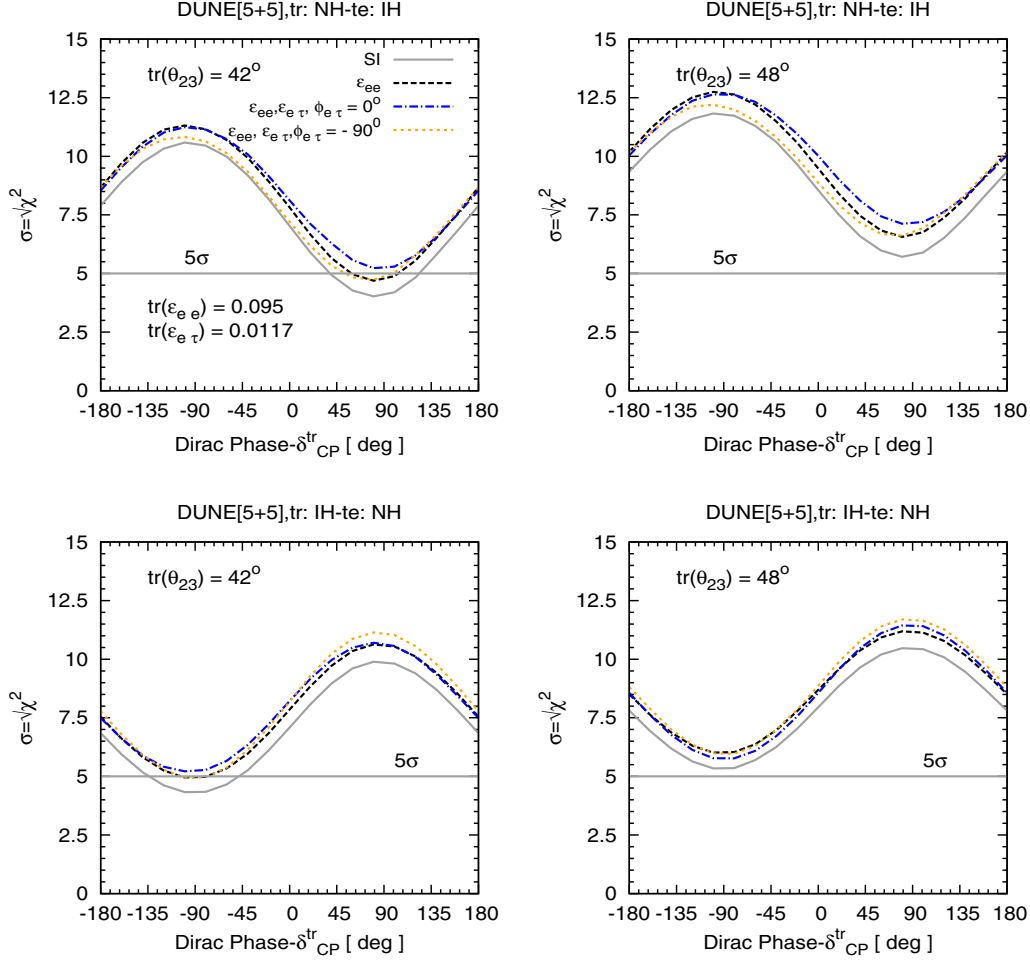 DUNE[5+5],tr: NH-te: IH
σ=√χ²
15
12.5
10
7.5
5
2.5
0
tr(θ₂₃) = 42°
SI
εₑₑ
εₑₑ,εₑ τ, ϕₑ τ = 0°
εₑₑ, εₑ τ,ϕₑ τ = - 90°
5σ
tr(εₑ ₑ) = 0.095
tr(εₑ τ) = 0.0117
-180 -135 -90 -45 0 45 90 135 180
Dirac Phase-δᵗʳCP [ deg ]
DUNE[5+5],tr: NH-te: IH
σ=√χ²
15
12.5
10
7.5
5
2.5
0
tr(θ₂₃) = 48°
5σ
-180 -135 -90 -45 0 45 90 135 180
Dirac Phase-δᵗʳCP [ deg ]
DUNE[5+5],tr: IH-te: NH
σ=√χ²
15
12.5
10
7.5
5
2.5
0
tr(θ₂₃) = 42°
5σ
-180 -135 -90 -45 0 45 90 135 180
Dirac Phase-δᵗʳCP [ deg ]
DUNE[5+5],tr: IH-te: NH
σ=√χ²
15
12.5
10
7.5
5
2.5
0
tr(θ₂₃) = 48°
5σ
-180 -135 -90 -45 0 45 90 135 180
Dirac Phase-δᵗʳCP [ deg ]